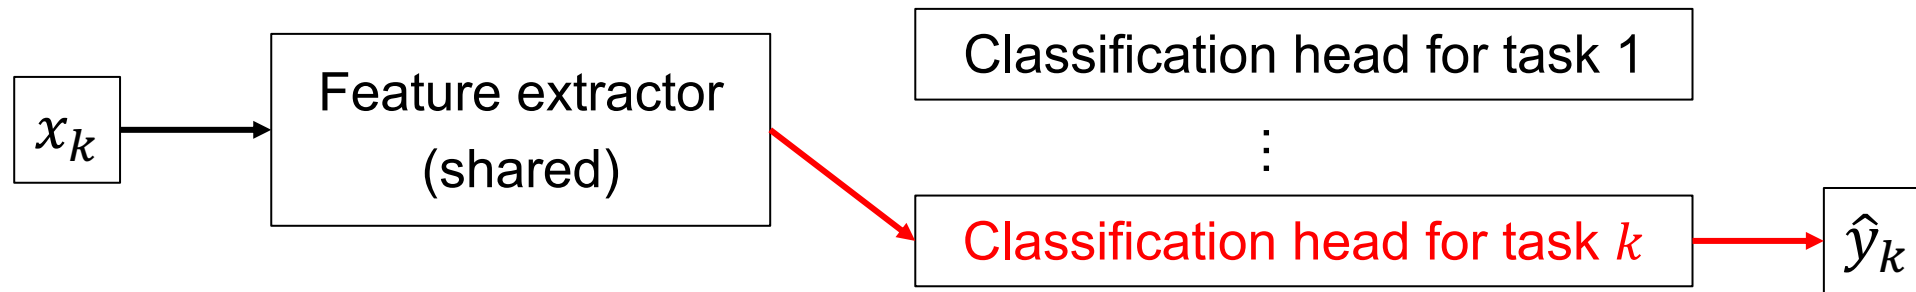 x_k
Feature extractor
(shared)
Classification head for task 1
⋮
Classification head for task k
ŷ_k